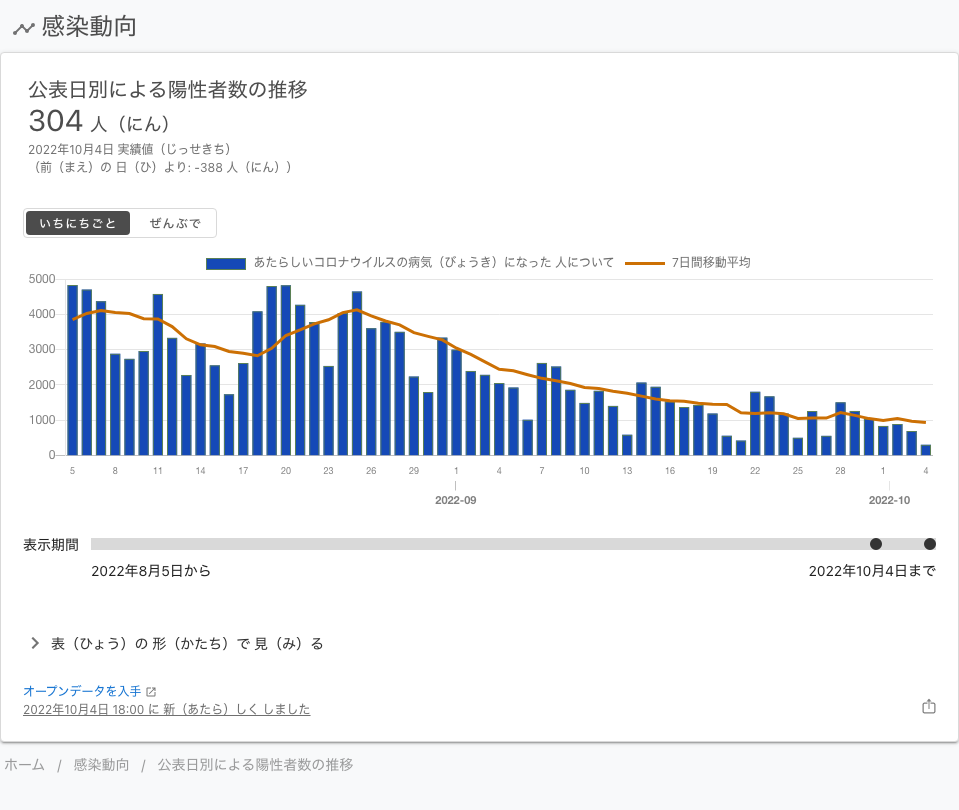 感染動向
公表日別による陽性者数の推移
304 人（にん）
2022年10月4日 実績値（じっせきち）
（前（まえ）の 日（ひ）より: -388 人（にん））
いちにちごと ぜんぶで
あたらしいコロナウイルスの病気（びょうき）になった 人について 7日間移動平均
5000
4000
3000
2000
1000
0
5 8 11 14 17 20 23 26 29 1 4 7 10 13 16 19 22 25 28 1 4
2022-09 2022-10
表示期間
2022年8月5日から 2022年10月4日まで
表（ひょう）の 形（かたち）で 見（み）る
オープンデータを入手
2022年10月4日 18:00 に 新（あたら）しく しました
ホーム / 感染動向 / 公表日別による陽性者数の推移